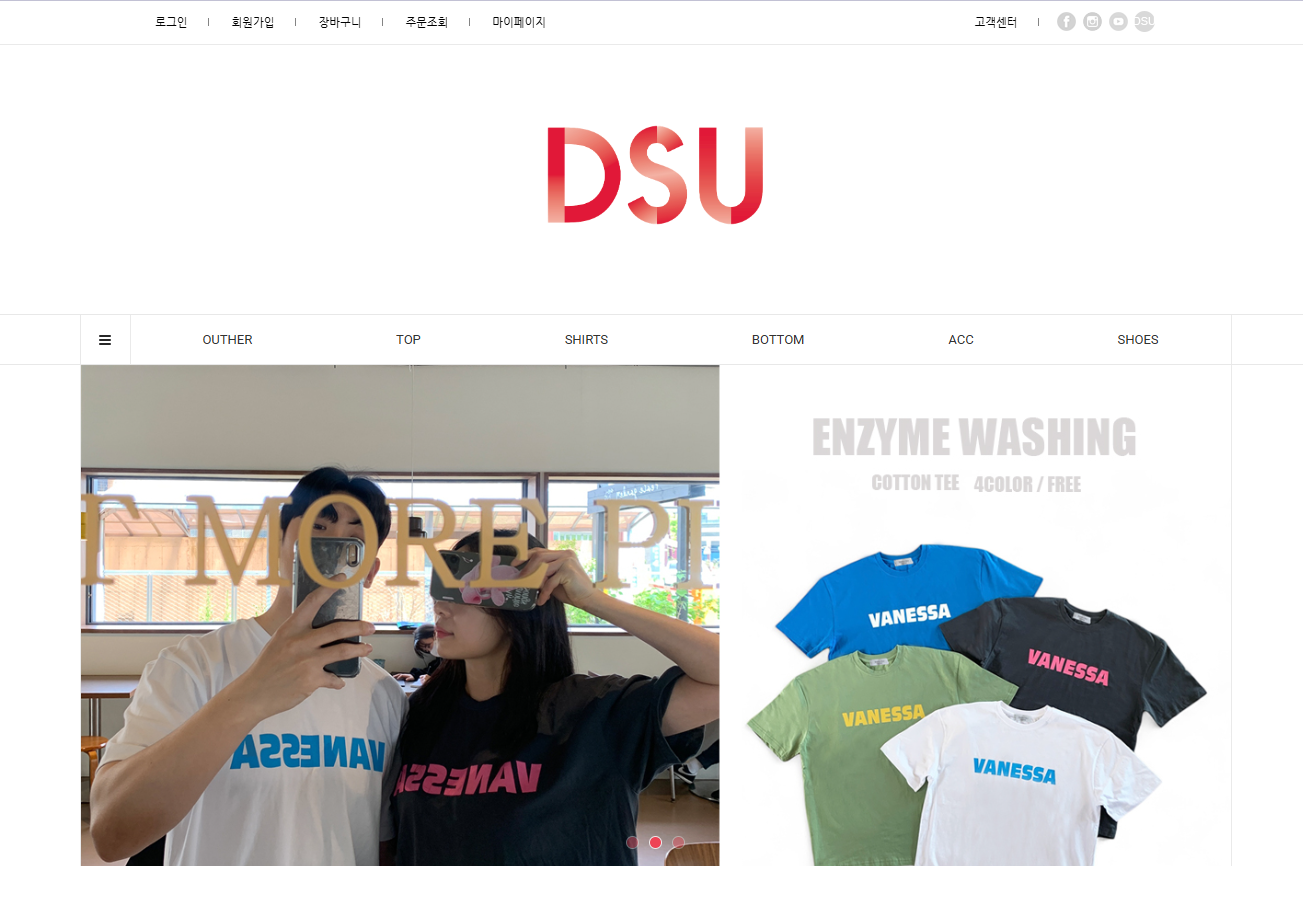 로그인 회원가입 장바구니 주문조회 마이페이지 고객센터 DSU
DSU
OUTHER TOP SHIRTS BOTTOM ACC SHOES
T MORE PL
VANESSA
VANESSA
ENZYME WASHING
COTTON TEE 4COLOR / FREE
VANESSA
VANESSA
VANESSA
VANESSA